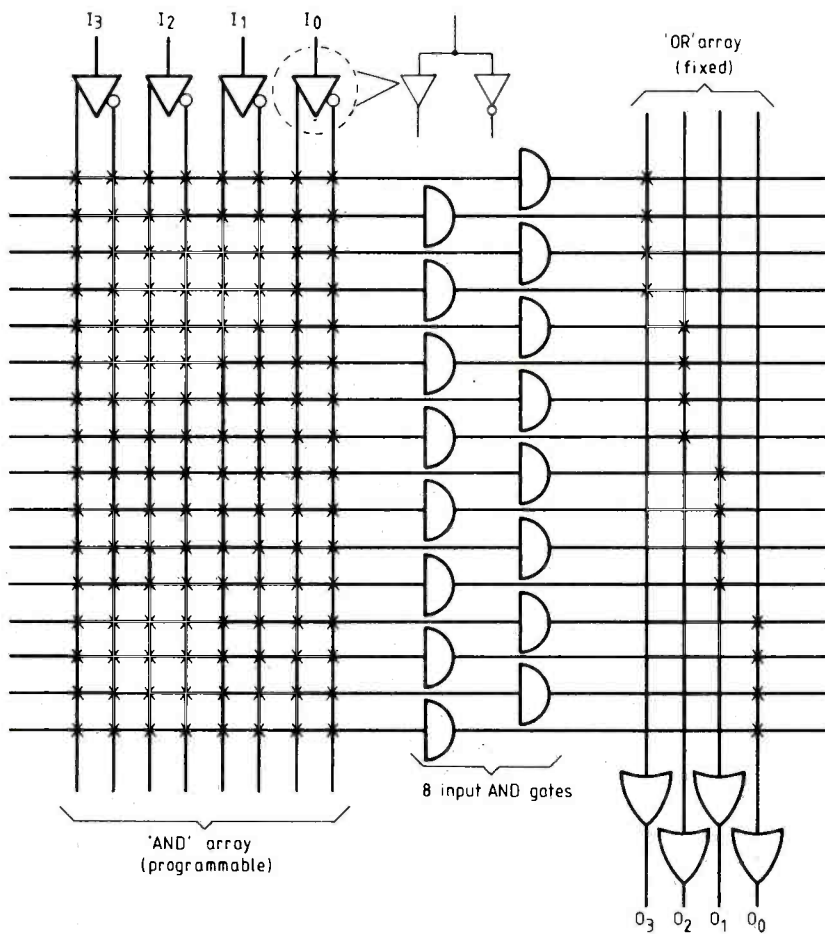 I3 I2 I1 I0
'OR' array
(fixed)
8 input AND gates
'AND' array
(programmable)
O3 O2 O1 O0